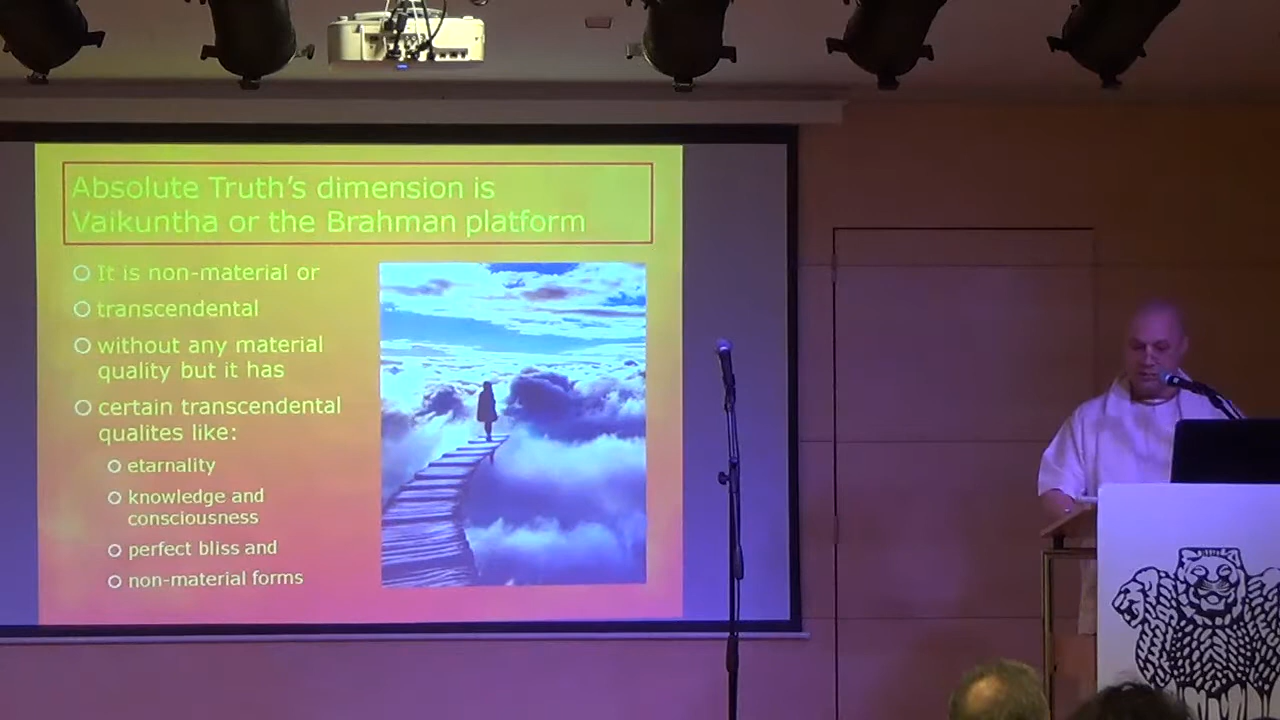 Absolute Truth's dimension is
Vaikuntha or the Brahman platform
It is non-material or
transcendental
without any material
quality but it has
certain transcendental
qualites like:
etarnality
knowledge and
consciousness
perfect bliss and
non-material forms